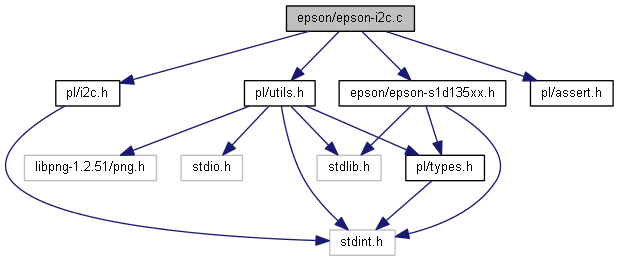 epson/epson-i2c.c
pl/i2c.h
pl/utils.h
epson/epson-s1d135xx.h
pl/assert.h
libpng-1.2.51/png.h
stdio.h
stdlib.h
pl/types.h
stdint.h